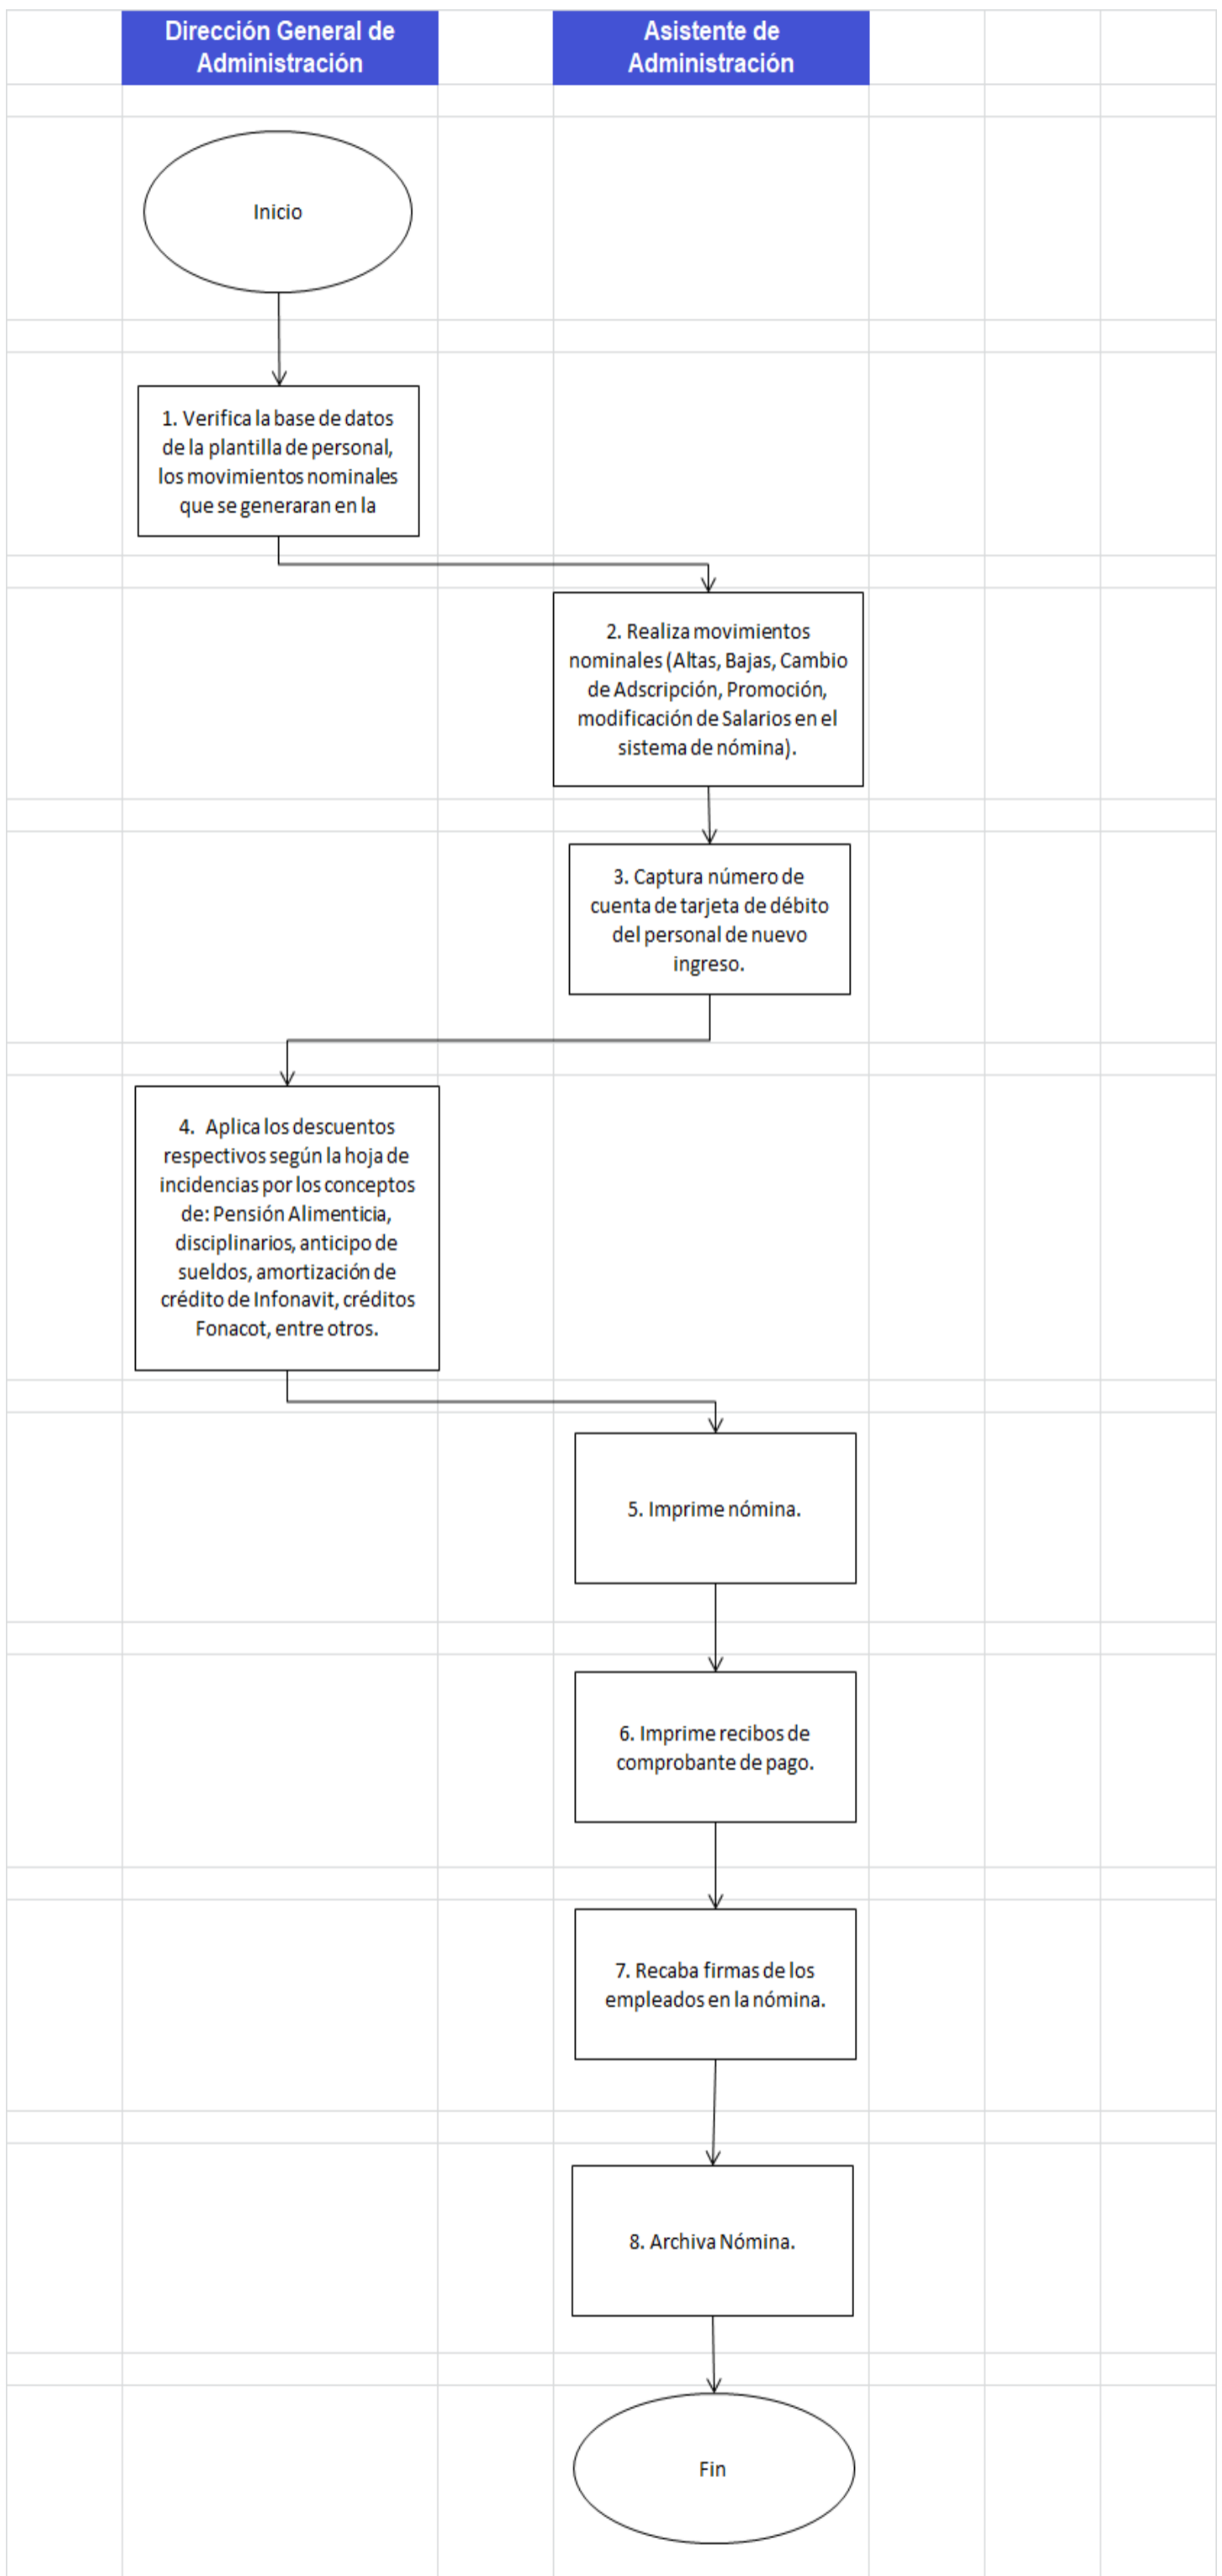 Dirección General de
Administración
Asistente de
Administración
Inicio
1. Verifica la base de datos
de la plantilla de personal,
los movimientos nominales
que se generaran en la
2. Realiza movimientos
nominales (Altas, Bajas, Cambio
de Adscripción, Promoción,
modificación de Salarios en el
sistema de nómina).
3. Captura número de
cuenta de tarjeta de débito
del personal de nuevo
ingreso.
4. Aplica los descuentos
respectivos según la hoja de
incidencias por los conceptos
de: Pensión Alimenticia,
disciplinarios, anticipo de
sueldos, amortización de
crédito de Infonavit, créditos
Fonacot, entre otros.
5. Imprime nómina.
6. Imprime recibos de
comprobante de pago.
7. Recaba firmas de los
empleados en la nómina.
8. Archiva Nómina.
Fin